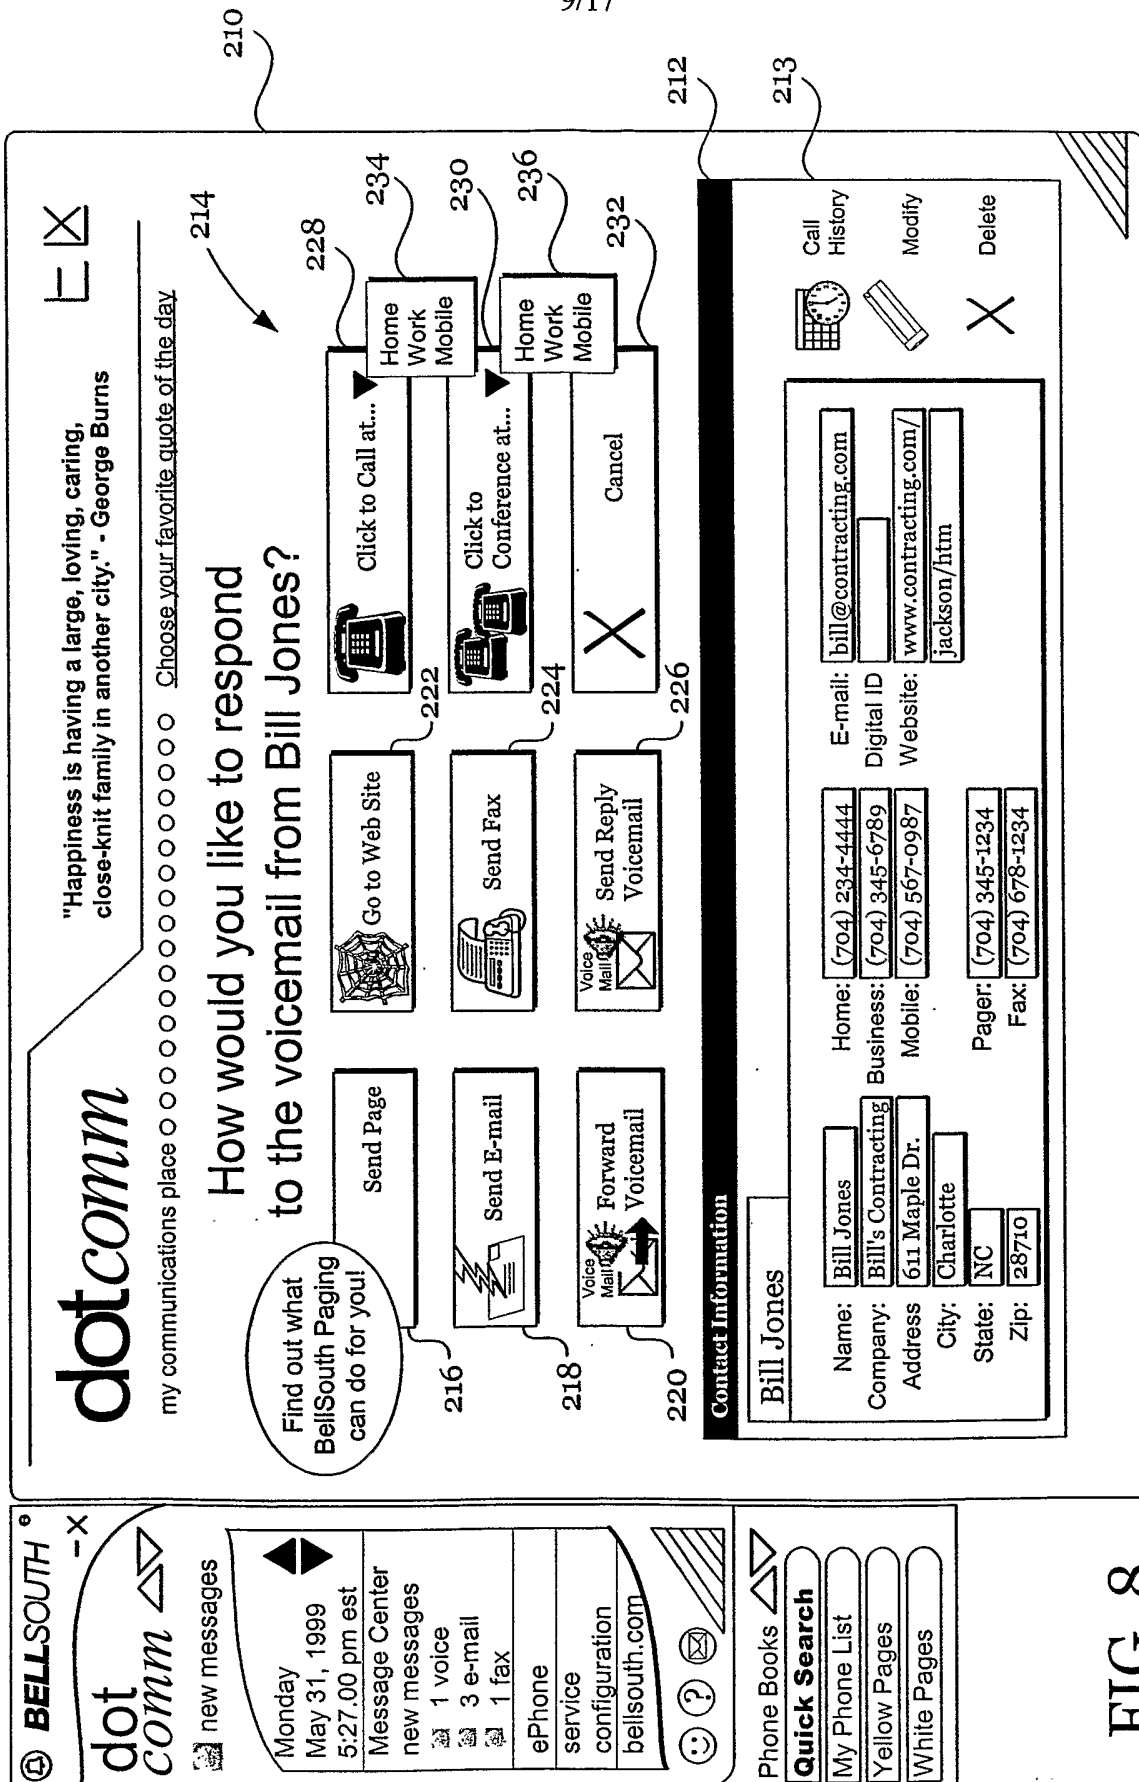 9/17
BELLSOUTH ®
dot
comm
new messages
Monday
May 31, 1999
5:27.00 pm est
Message Center
new messages
1 voice
3 e-mail
1 fax
ePhone
service
configuration
bellsouth.com
?
Phone Books
Quick Search
My Phone List
Yellow Pages
White Pages
dotcomm
"Happiness is having a large, loving, caring,
close-knit family in another city." - George Burns
my communications place
Choose your favorite quote of the day
210
How would you like to respond
to the voicemail from Bill Jones?
214
Find out what
BellSouth Paging
can do for you!
Send Page
216
Go to Web Site
222
Click to Call at...
228
Home
Work
Mobile
234
Send E-mail
218
Send Fax
224
Click to
Conference at...
230
Home
Work
Mobile
236
Voice
Mail
Forward
Voicemail
220
Voice
Mail
Send Reply
Voicemail
226
Cancel
232
Contact Information
212
Bill Jones
213
Name: Bill Jones
Company: Bill's Contracting
Address 611 Maple Dr.
City: Charlotte
State: NC
Zip: 28710
Home: (704) 234-4444
Business: (704) 345-6789
Mobile: (704) 567-0987
Pager: (704) 345-1234
Fax: (704) 678-1234
E-mail: bill@contracting.com
Digital ID
Website: www.contracting.com/
jackson/htm
Call
History
Modify
Delete
FIG. 8